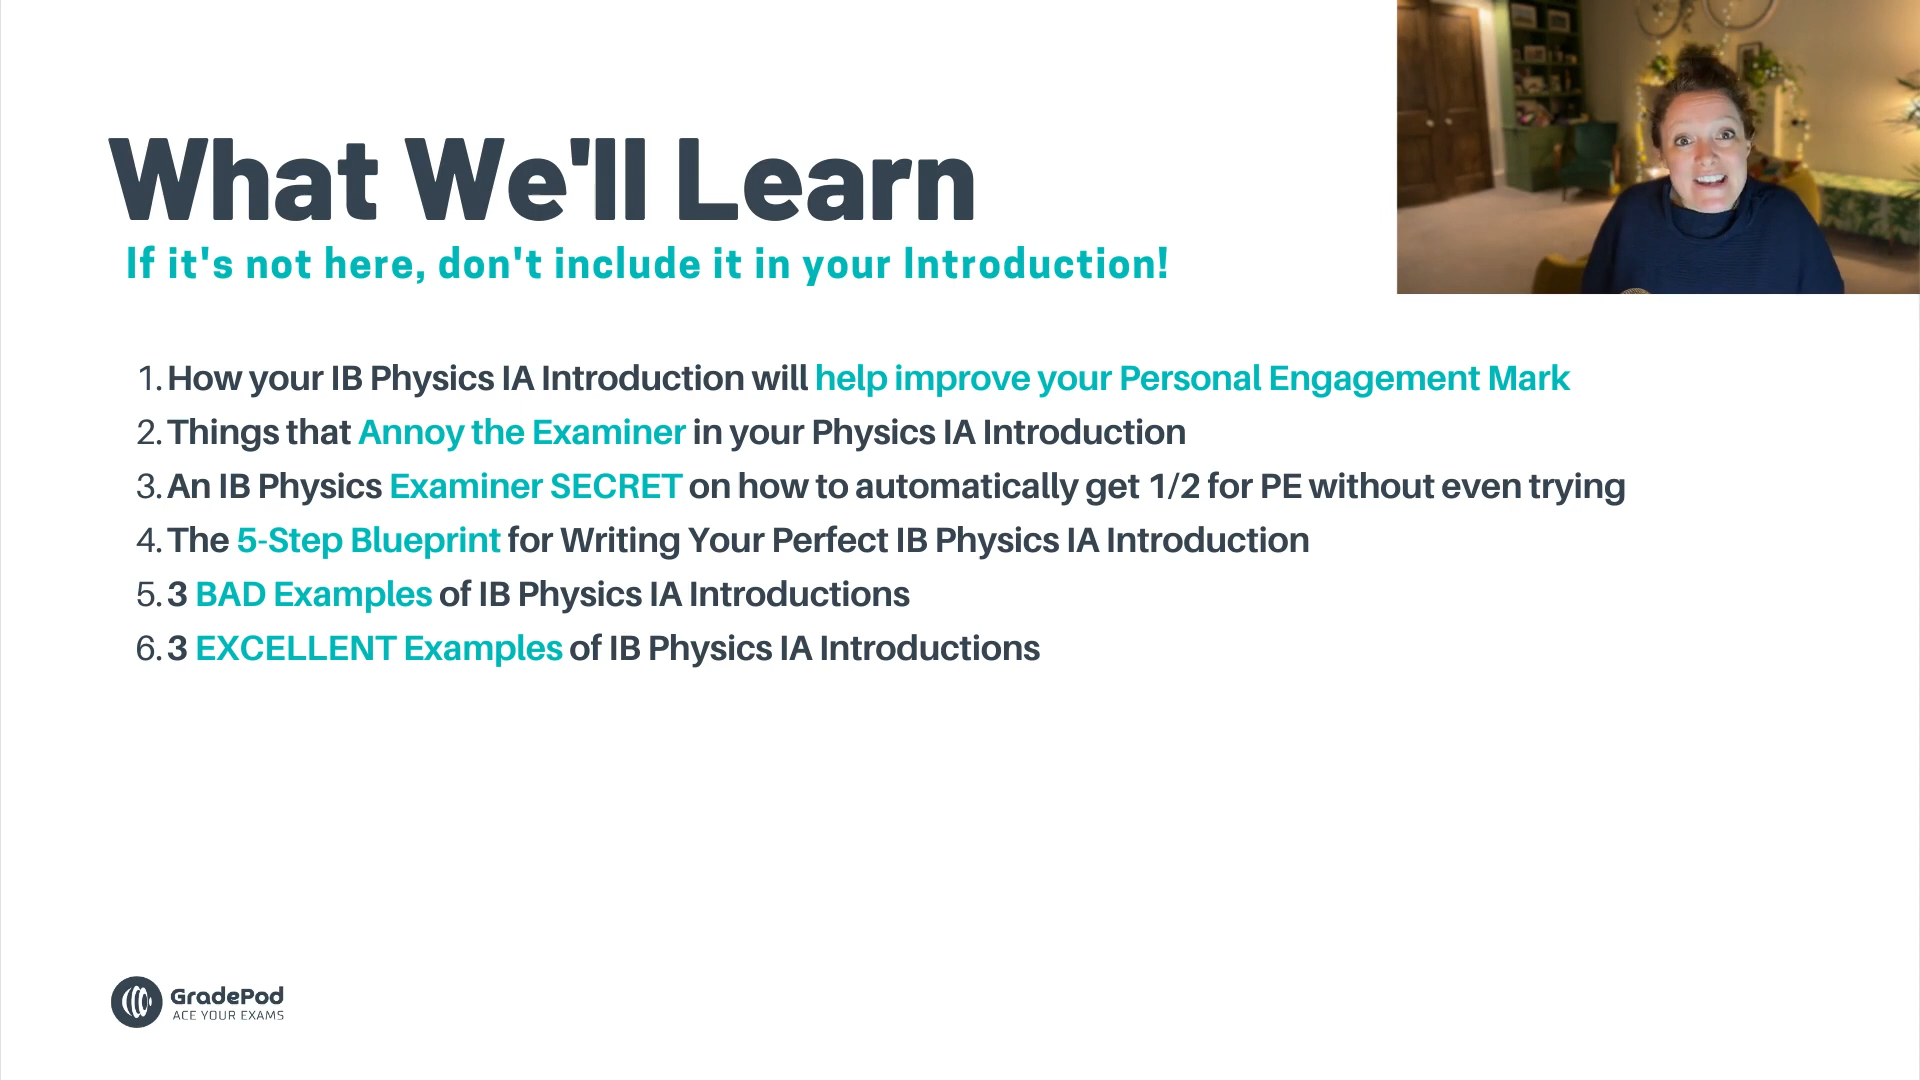 What We'll Learn
If it's not here, don't include it in your Introduction!
1. How your IB Physics IA Introduction will help improve your Personal Engagement Mark
2. Things that Annoy the Examiner in your Physics IA Introduction
3. An IB Physics Examiner SECRET on how to automatically get 1/2 for PE without even trying
4. The 5-Step Blueprint for Writing Your Perfect IB Physics IA Introduction
5. 3 BAD Examples of IB Physics IA Introductions
6. 3 EXCELLENT Examples of IB Physics IA Introductions
GradePod
ACE YOUR EXAMS